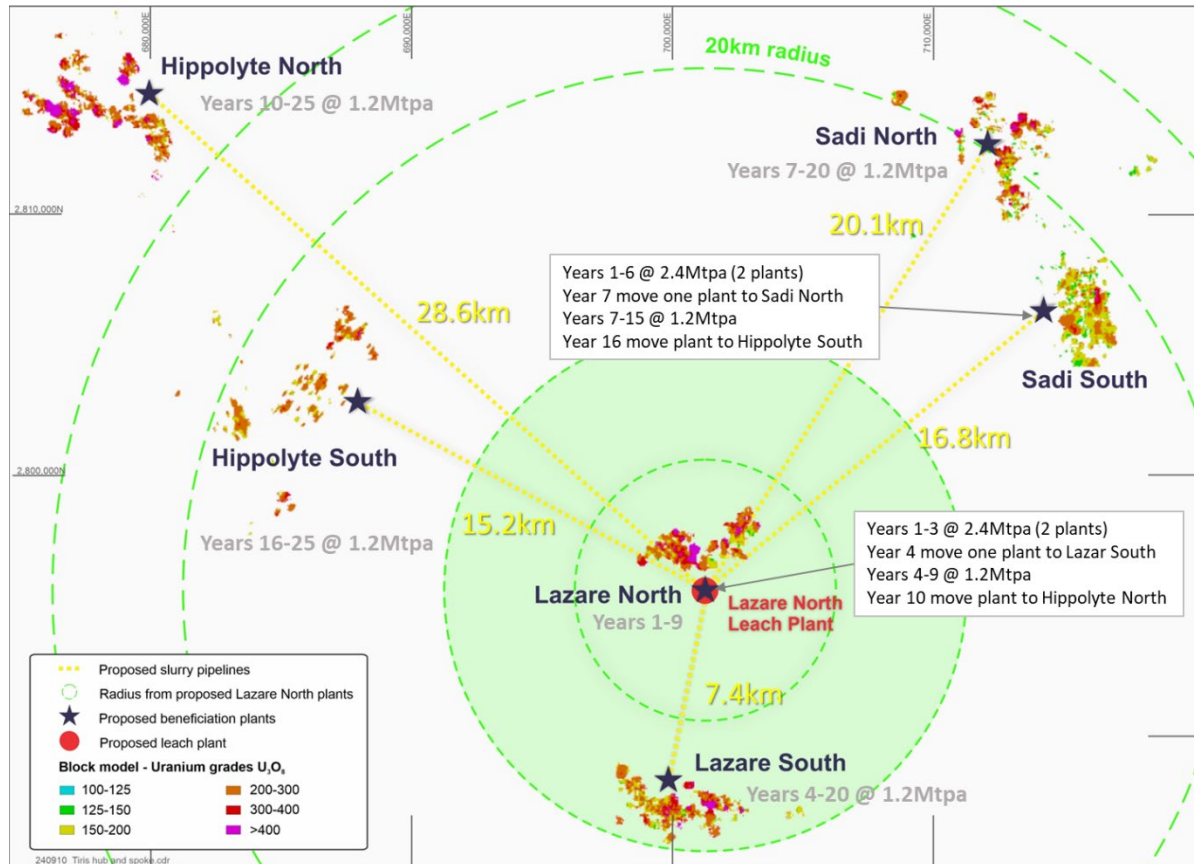 680,000E
690,000E
700,000E
710,000E
20km radius
Hippolyte North
Years 10-25 @ 1.2Mtpa
Sadi North
Years 7-20 @ 1.2Mtpa
2,810,000N
20.1km
28.6km
Years 1-6 @ 2.4Mtpa (2 plants)
Year 7 move one plant to Sadi North
Years 7-15 @ 1.2Mtpa
Year 16 move plant to Hippolyte South
Sadi South
16.8km
Hippolyte South
2,800,000N
15.2km
Years 16-25 @ 1.2Mtpa
Years 1-3 @ 2.4Mtpa (2 plants)
Year 4 move one plant to Lazar South
Years 4-9 @ 1.2Mtpa
Year 10 move plant to Hippolyte North
Lazare North
Years 1-9
Lazare North
Leach Plant
7.4km
Lazare South
Years 4-20 @ 1.2Mtpa
Proposed slurry pipelines
Radius from proposed Lazare North plants
Proposed beneficiation plants
Proposed leach plant
Block model - Uranium grades U₃O₈
100-125 200-300
125-150 300-400
150-200 >400
240910 Tiris hub and spoke.cdr